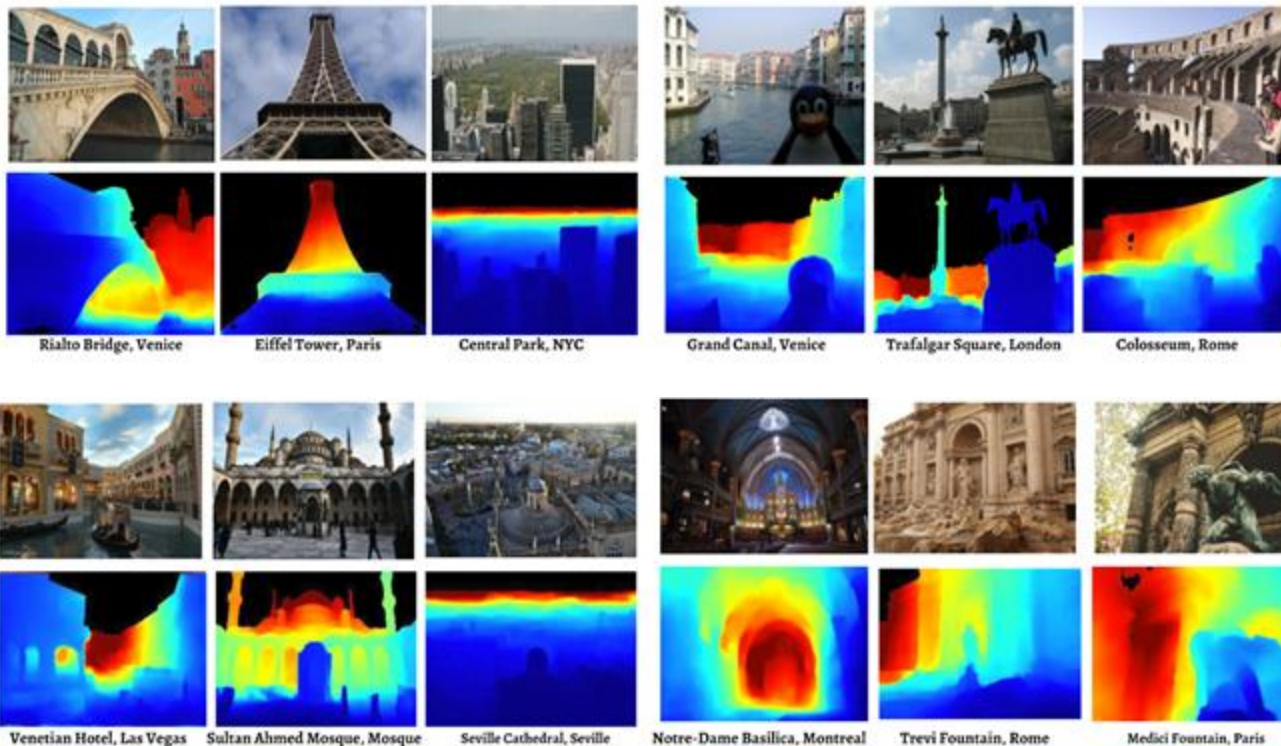 Rialto Bridge, Venice
Eiffel Tower, Paris
Central Park, NYC
Grand Canal, Venice
Trafalgar Square, London
Colosseum, Rome
Venetian Hotel, Las Vegas
Sultan Ahmed Mosque, Mosque
Seville Cathedral, Seville
Notre-Dame Basilica, Montreal
Trevi Fountain, Rome
Medici Fountain, Paris